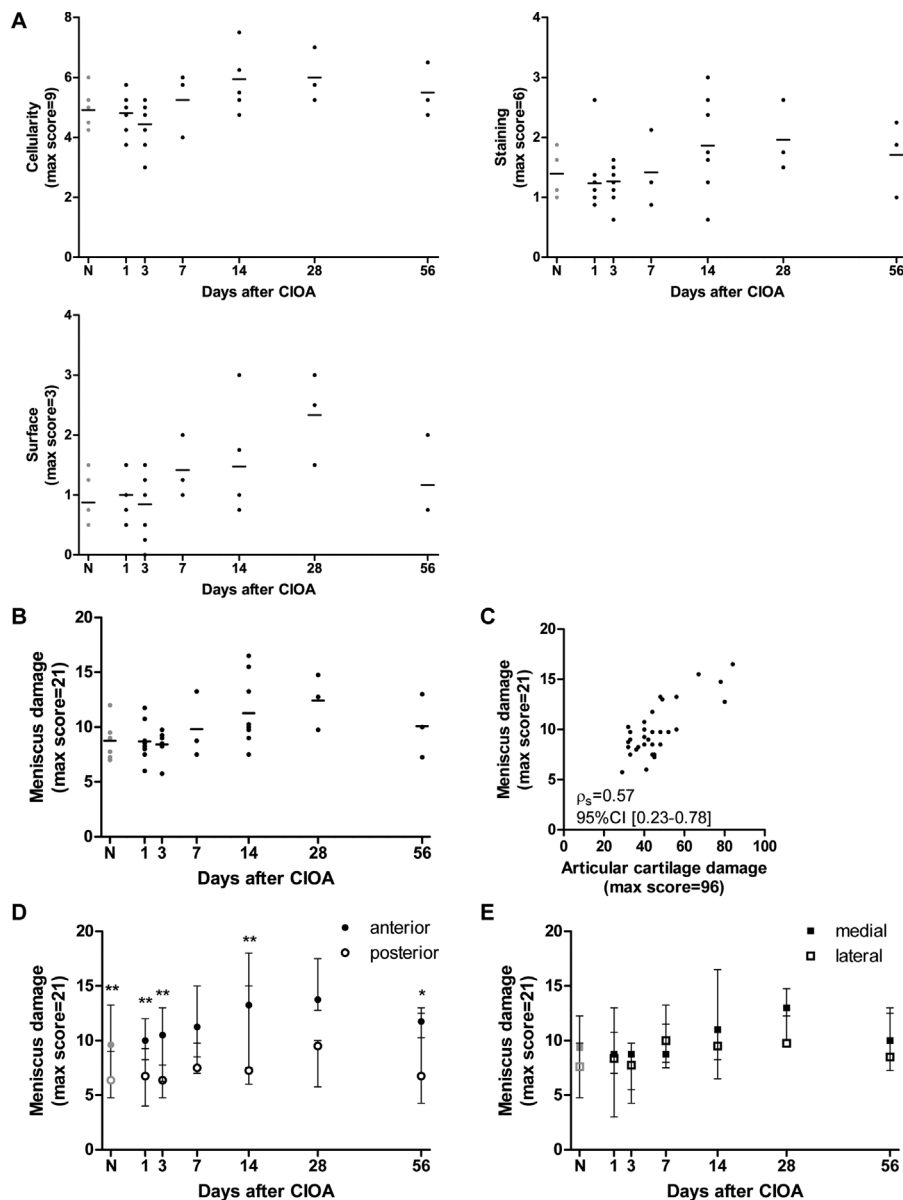 A
8
6
4
2
0
Cellularity
(max score=9)
N 1 3 7 14 28 56
Days after CIOA
4
3
2
1
0
Staining
(max score=6)
N 1 3 7 14 28 56
Days after CIOA
4
3
2
1
0
Surface
(max score=3)
N 1 3 7 14 28 56
Days after CIOA
B
20
15
10
5
0
Meniscus damage
(max score=21)
N 1 3 7 14 28 56
Days after CIOA
C
20
15
10
5
0
Meniscus damage
(max score=21)
ρs=0.57
95%CI [0.23-0.78]
0 20 40 60 80 100
Articular cartilage damage
(max score=96)
D
anterior
posterior
20
15
10
5
0
Meniscus damage
(max score=21)
** ** ** ** *
N 1 3 7 14 28 56
Days after CIOA
E
medial
lateral
20
15
10
5
0
Meniscus damage
(max score=21)
N 1 3 7 14 28 56
Days after CIOA